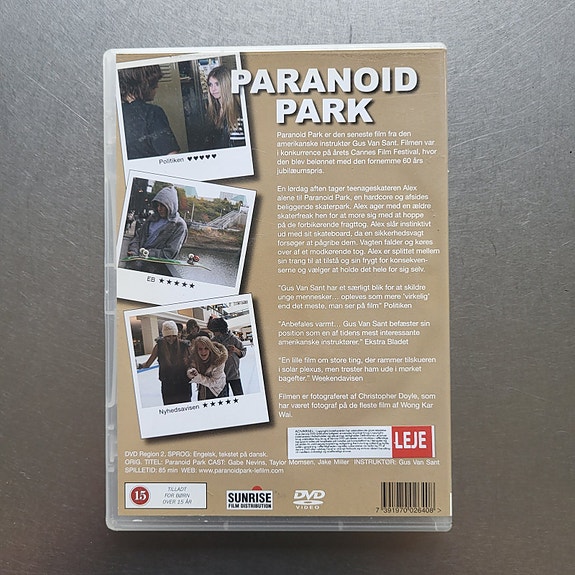 PARANOID
PARK
Politiken ♥♥♥♥♥
EB ★★★★★
Nyhedsavisen ★★★★★
Paranoid Park er den seneste film fra den
amerikanske instruktør Gus Van Sant. Filmen var
i konkurrence på årets Cannes Film Festival, hvor
den blev belønnet med den fornemme 60 års
jubilæumspris.
En lørdag aften tager teenageskateren Alex
alene til Paranoid Park, en hardcore og afsides
beliggende skaterpark. Alex ager med en ældre
skaterfreak hen for at more sig med at hoppe
på de forbikørende fragttog. Alex slår instinktivt
ud med sit skateboard, da en sikkerhedsvagt
forsøger at pågribe dem. Vagten falder og køres
over af et modkørende tog. Alex er splittet mellem
sin trang til at tilstå og sin frygt for konsekven-
serne og vælger at holde det hele for sig selv.
"Gus Van Sant har et særligt blik for at skildre
unge mennesker... opleves som mere 'virkelig'
end det meste, man ser på film" Politiken
"Anbefales varmt... Gus Van Sant befæster sin
position som en af tidens mest interessante
amerikanske instruktører." Ekstra Bladet
"En lille film om store ting, der rammer tilskueren
i solar plexus, men trøster ham ude i mørket
bagefter." Weekendavisen
Filmen er fotograferet af Christopher Doyle, som
har været fotograf på de fleste film af Wong Kar
Wai.
LEJE
DVD Region 2, SPROG: Engelsk, tekstet på dansk.
ORIG. TITEL: Paranoid Park CAST: Gabe Nevins, Taylor Momsen, Jake Miller INSTRUKTØR: Gus Van Sant
SPILLETID: 85 min WEB: www.paranoidpark-lefilm.com
15
TILLADT
FOR BØRN
OVER 15 ÅR
SUNRISE
FILM DISTRIBUTION
DVD
VIDEO
7 391970 026408 >